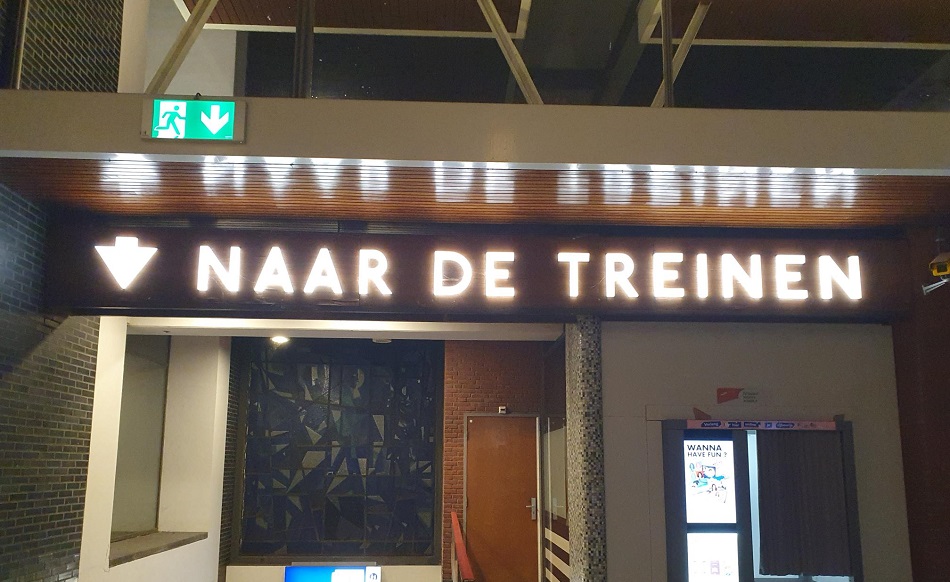 NAAR DE TREINEN
WANNA
HAVE FUN ?